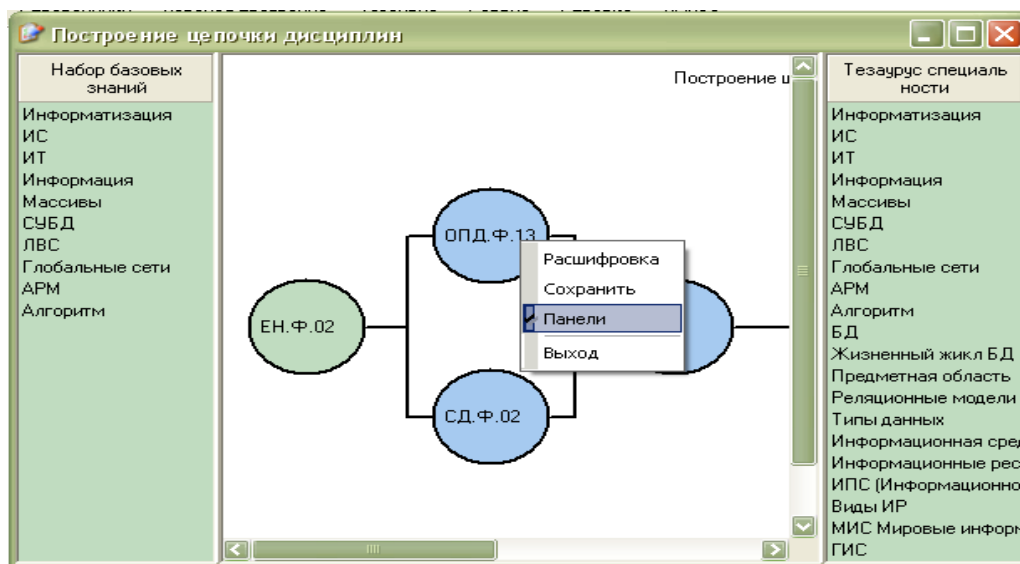 Построение цепочки дисциплин
Набор базовых
знаний
Информатизация
ИС
ИТ
Информация
Массивы
СУБД
ЛВС
Глобальные сети
АРМ
Алгоритм
Построение ц
ЕН.Ф.02
ОПД.Ф.13
СД.Ф.02
Расшифровка
Сохранить
Панели
Выход
Тезаурус специаль
ности
Информатизация
ИС
ИТ
Информация
Массивы
СУБД
ЛВС
Глобальные сети
АРМ
Алгоритм
БД
Жизненный жикл БД
Предметная область
Реляционные модели
Типы данных
Информационная сред
Информационные рес
ИПС (Информационно
Виды ИР
МИС Мировые информ
ГИС